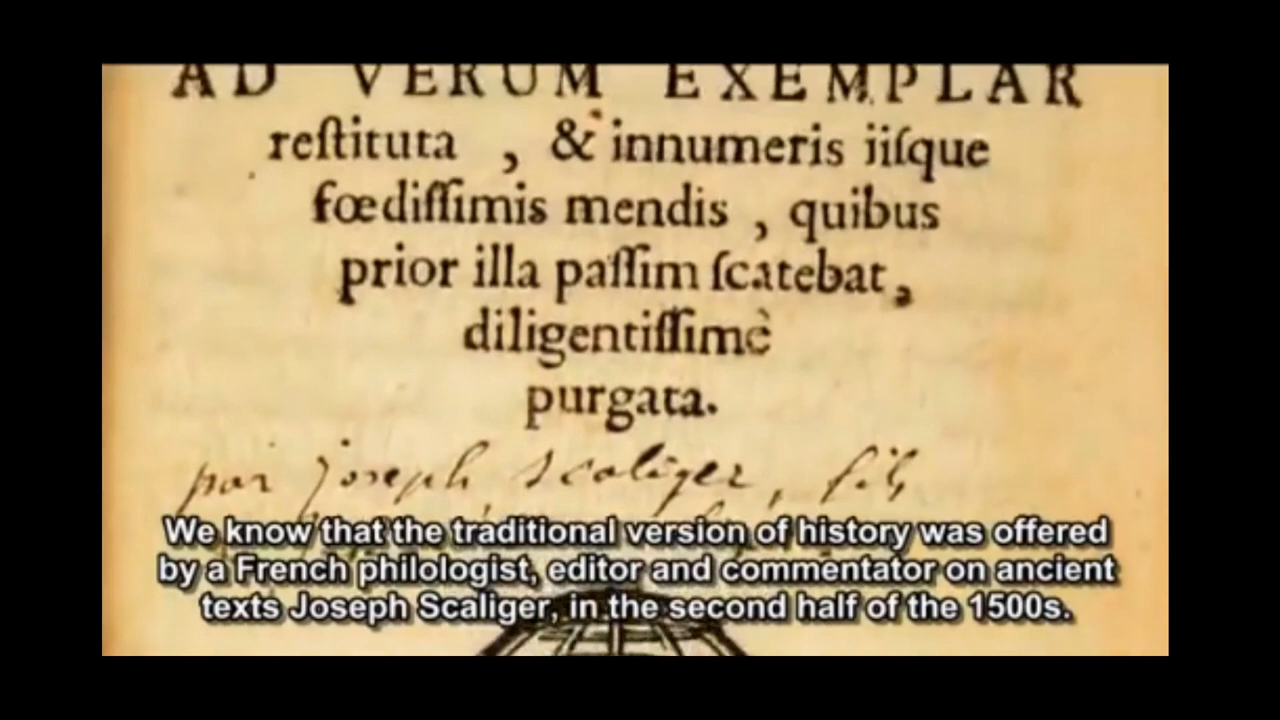 AD VERUM EXEMPLAR
reſtituta , & innumeris iiſque
fœdiſſimis mendis , quibus
prior illa paſſim ſcatebat,
diligentiſſimè
purgata.
par joseph scaliger, fils
We know that the traditional version of history was offered
by a French philologist, editor and commentator on ancient
texts Joseph Scaliger, in the second half of the 1500s.